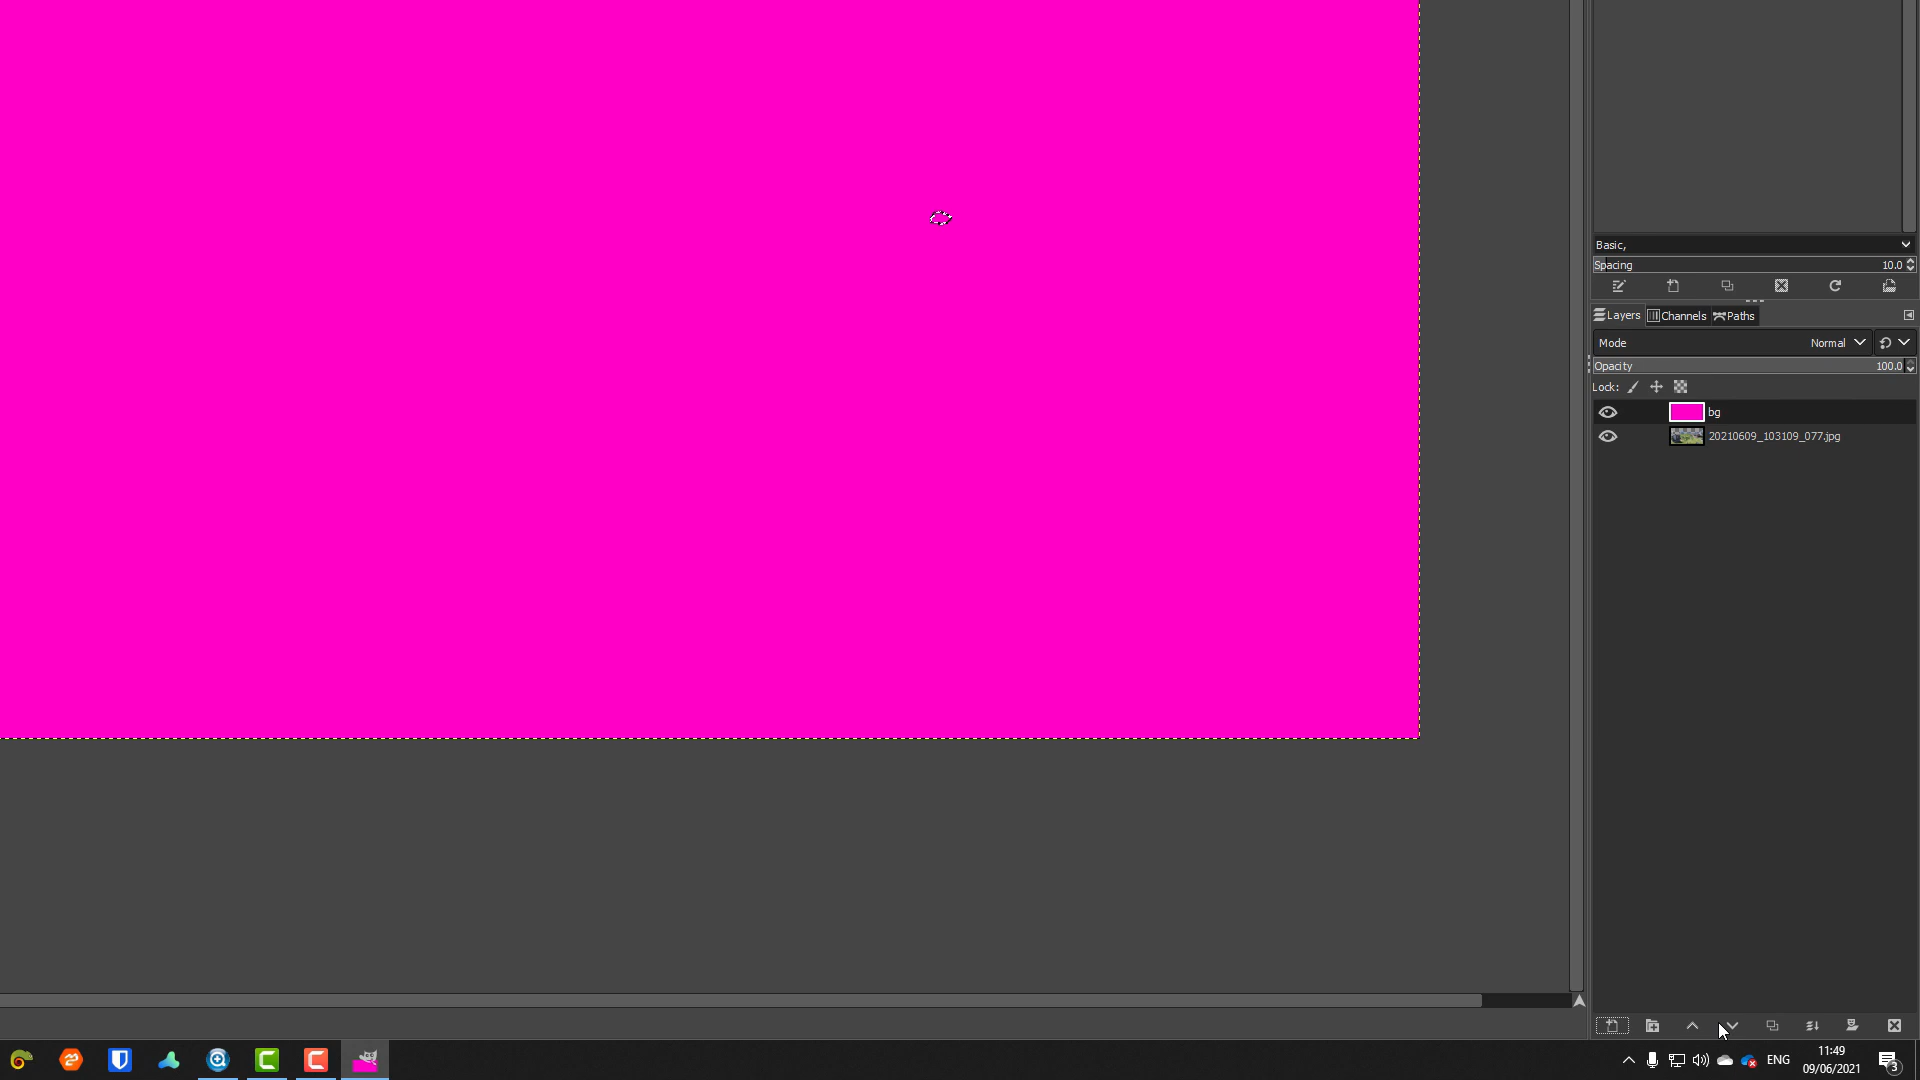 Basic,
Spacing 10.0
Layers Channels Paths
Mode Normal
Opacity 100.0
Lock:
bg
20210609_103109_077.jpg
ENG
11:49
09/06/2021
3